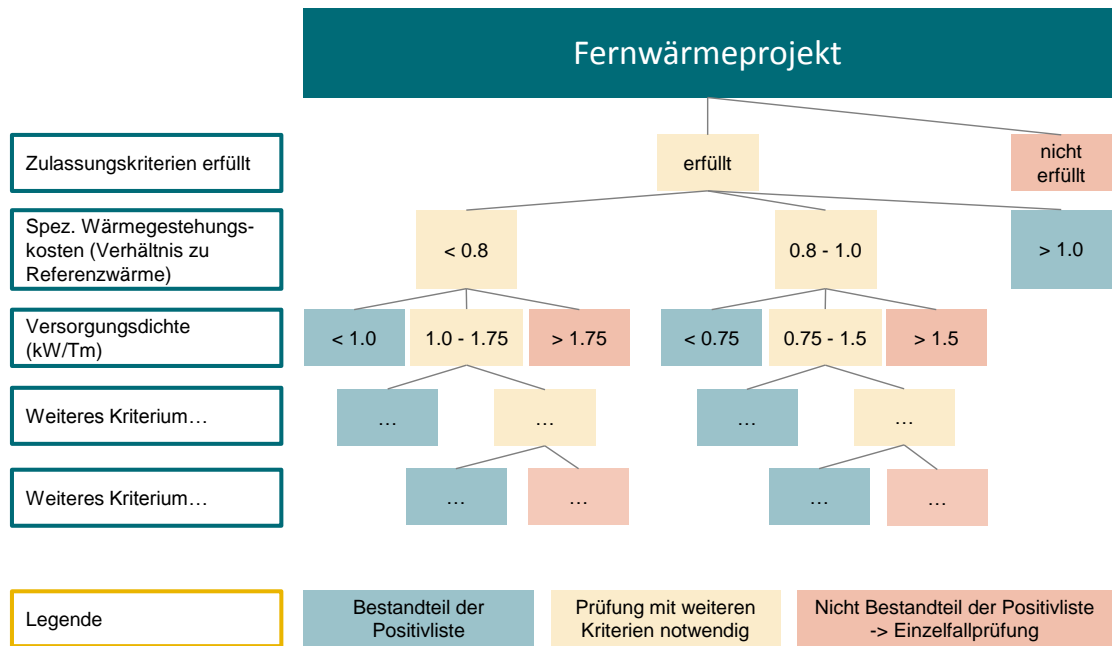 Fernwärmeprojekt
Zulassungskriterien erfüllt
erfüllt
nicht
erfüllt
Spez. Wärmegestehungs-
kosten (Verhältnis zu
Referenzwärme)
< 0.8
0.8 - 1.0
> 1.0
Versorgungsdichte
(kW/Tm)
< 1.0
1.0 - 1.75
> 1.75
< 0.75
0.75 - 1.5
> 1.5
Weiteres Kriterium…
…
…
…
…
Weiteres Kriterium…
…
…
…
…
Legende
Bestandteil der
Positivliste
Prüfung mit weiteren
Kriterien notwendig
Nicht Bestandteil der Positivliste
-> Einzelfallprüfung